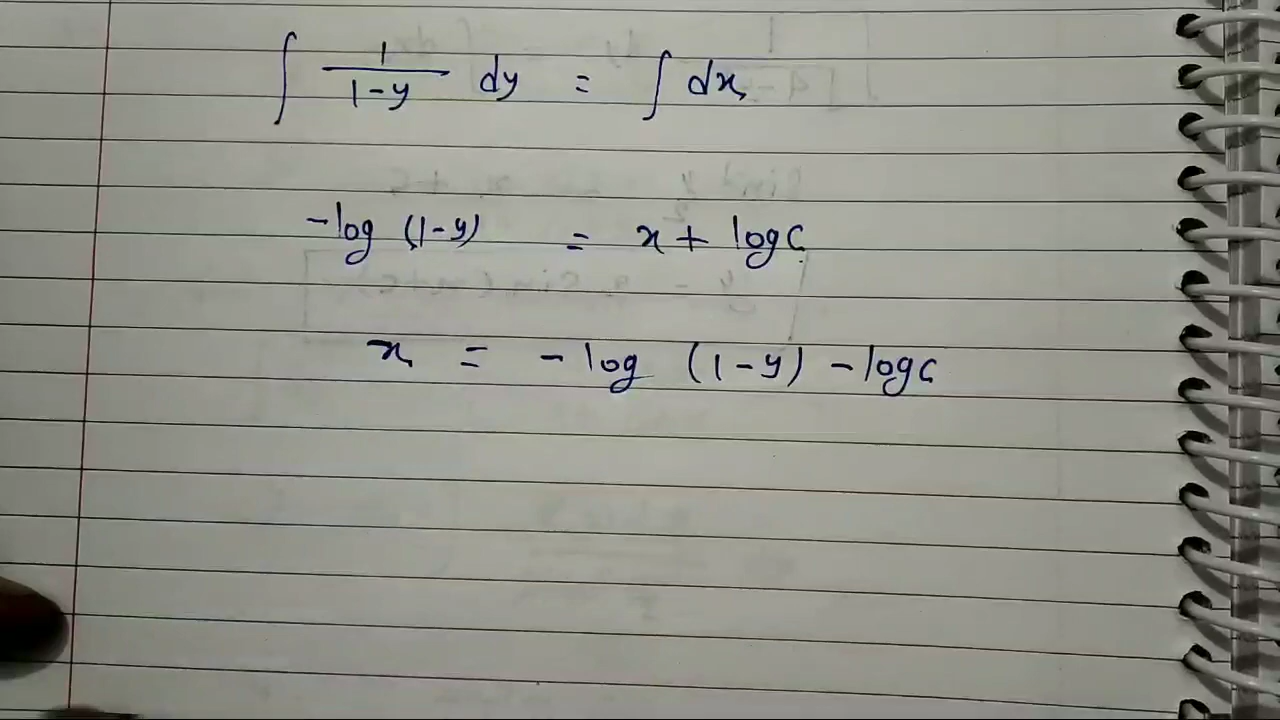 ∫ 1/(1-y) dy = ∫ dx
-log (1-y) = x + log c
x = -log (1-y) - log c